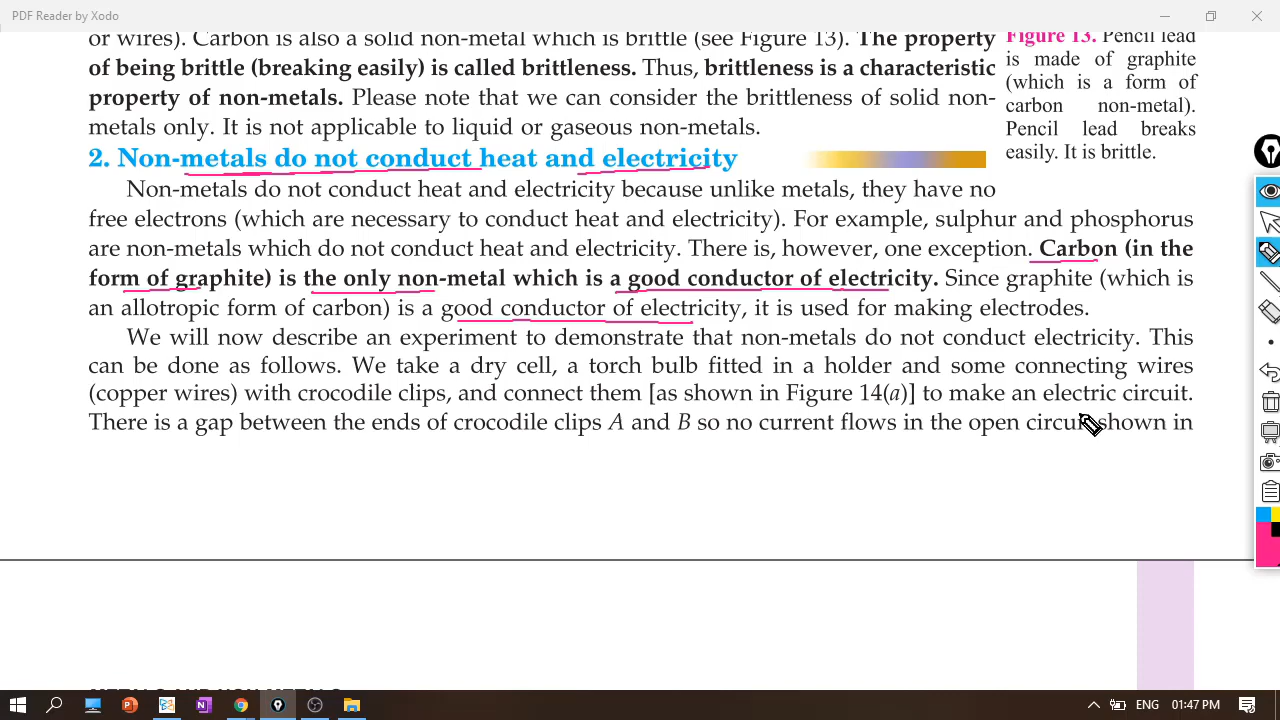 PDF Reader by Xodo
or wires). Carbon is also a solid non-metal which is brittle (see Figure 13). The property
of being brittle (breaking easily) is called brittleness. Thus, brittleness is a characteristic
property of non-metals. Please note that we can consider the brittleness of solid non-
metals only. It is not applicable to liquid or gaseous non-metals.
Figure 13. Pencil lead
is made of graphite
(which is a form of
carbon non-metal).
Pencil lead breaks
easily. It is brittle.
2. Non-metals do not conduct heat and electricity
Non-metals do not conduct heat and electricity because unlike metals, they have no
free electrons (which are necessary to conduct heat and electricity). For example, sulphur and phosphorus
are non-metals which do not conduct heat and electricity. There is, however, one exception. Carbon (in the
form of graphite) is the only non-metal which is a good conductor of electricity. Since graphite (which is
an allotropic form of carbon) is a good conductor of electricity, it is used for making electrodes.
We will now describe an experiment to demonstrate that non-metals do not conduct electricity. This
can be done as follows. We take a dry cell, a torch bulb fitted in a holder and some connecting wires
(copper wires) with crocodile clips, and connect them [as shown in Figure 14(a)] to make an electric circuit.
There is a gap between the ends of crocodile clips A and B so no current flows in the open circuit shown in
ENG
01:47 PM